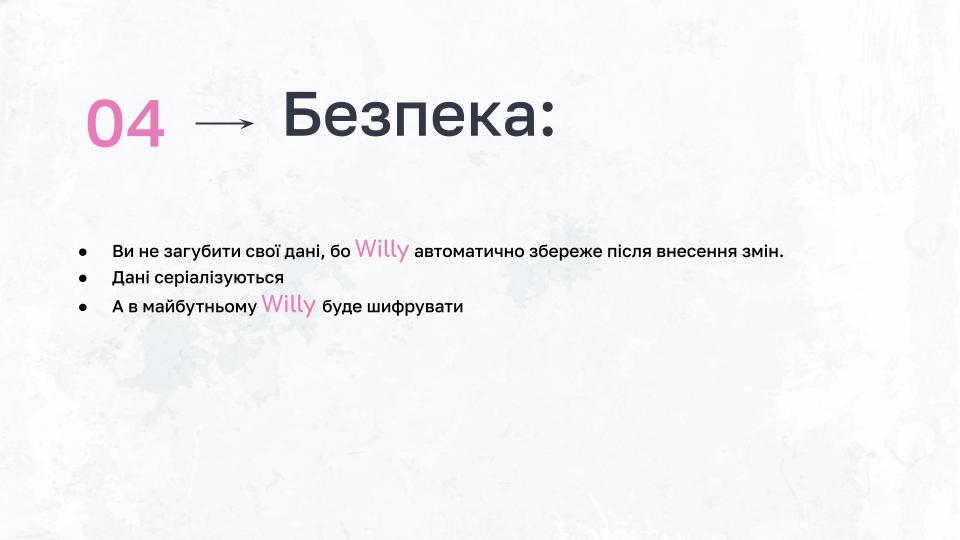 04 → Безпека:
● Ви не загубити свої дані, бо Willy автоматично збереже після внесення змін.
● Дані серіалізуються
● А в майбутньому Willy буде шифрувати